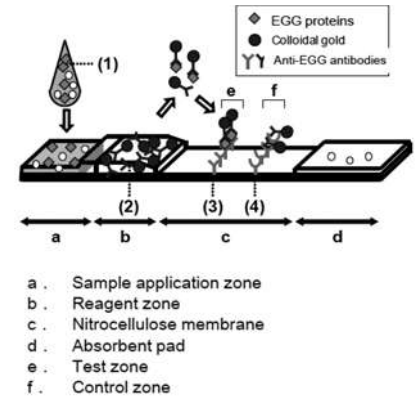 EGG proteins
Colloidal gold
Anti-EGG antibodies
(1)
e f
(2) (3) (4)
a b c d
a . Sample application zone
b . Reagent zone
c . Nitrocellulose membrane
d . Absorbent pad
e . Test zone
f . Control zone